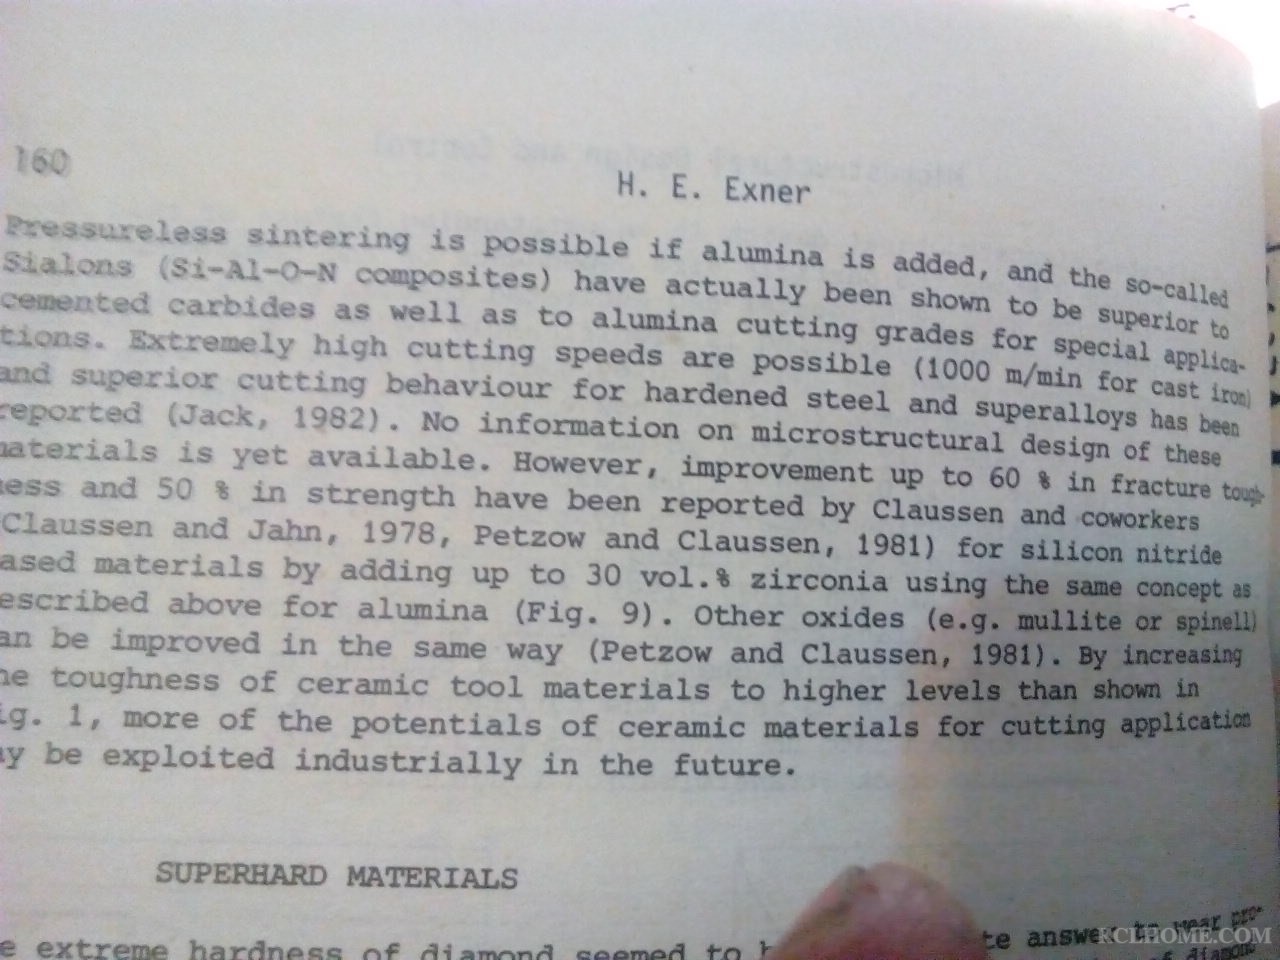 160
H. E. Exner
Pressureless sintering is possible if alumina is added, and the so-called
Sialons (Si-Al-O-N composites) have actually been shown to be superior to
cemented carbides as well as to alumina cutting grades for special applica-
tions. Extremely high cutting speeds are possible (1000 m/min for cast iron)
and superior cutting behaviour for hardened steel and superalloys has been
reported (Jack, 1982). No information on microstructural design of these
materials is yet available. However, improvement up to 60 % in fracture tough-
ness and 50 % in strength have been reported by Claussen and coworkers
Claussen and Jahn, 1978, Petzow and Claussen, 1981) for silicon nitride
ased materials by adding up to 30 vol.% zirconia using the same concept as
escribed above for alumina (Fig. 9). Other oxides (e.g. mullite or spinell)
an be improved in the same way (Petzow and Claussen, 1981). By increasing
he toughness of ceramic tool materials to higher levels than shown in
ig. 1, more of the potentials of ceramic materials for cutting application
ay be exploited industrially in the future.
SUPERHARD MATERIALS
e extreme hardness of diamond seemed to te answer to wear pro-
of diamond
KCLHOME.COM